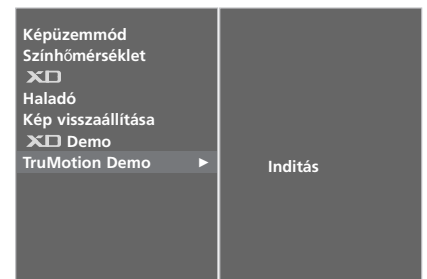 Képüzemmód
Színhőmérséklet
XD
Haladó
Kép visszaállítása
XD Demo
TruMotion Demo ►
Inditás